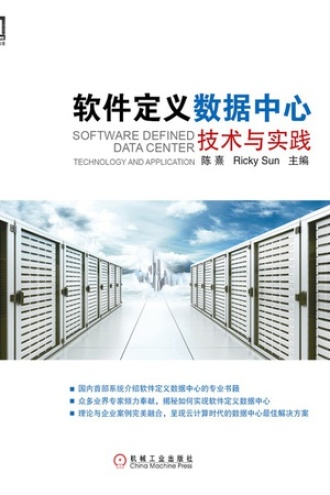 软件定义数据中心
SOFTWARE DEFINED
DATA CENTER
技术与实践
TECHNOLOGY AND APPLICATION
陈熹 Ricky Sun 主编
国内首部系统介绍软件定义数据中心的专业书籍
众多业界专家倾力奉献，揭秘如何实现软件定义数据中心
理论与企业案例完美融合，呈现云计算时代的数据中心最佳解决方案
机械工业出版社
China Machine Press